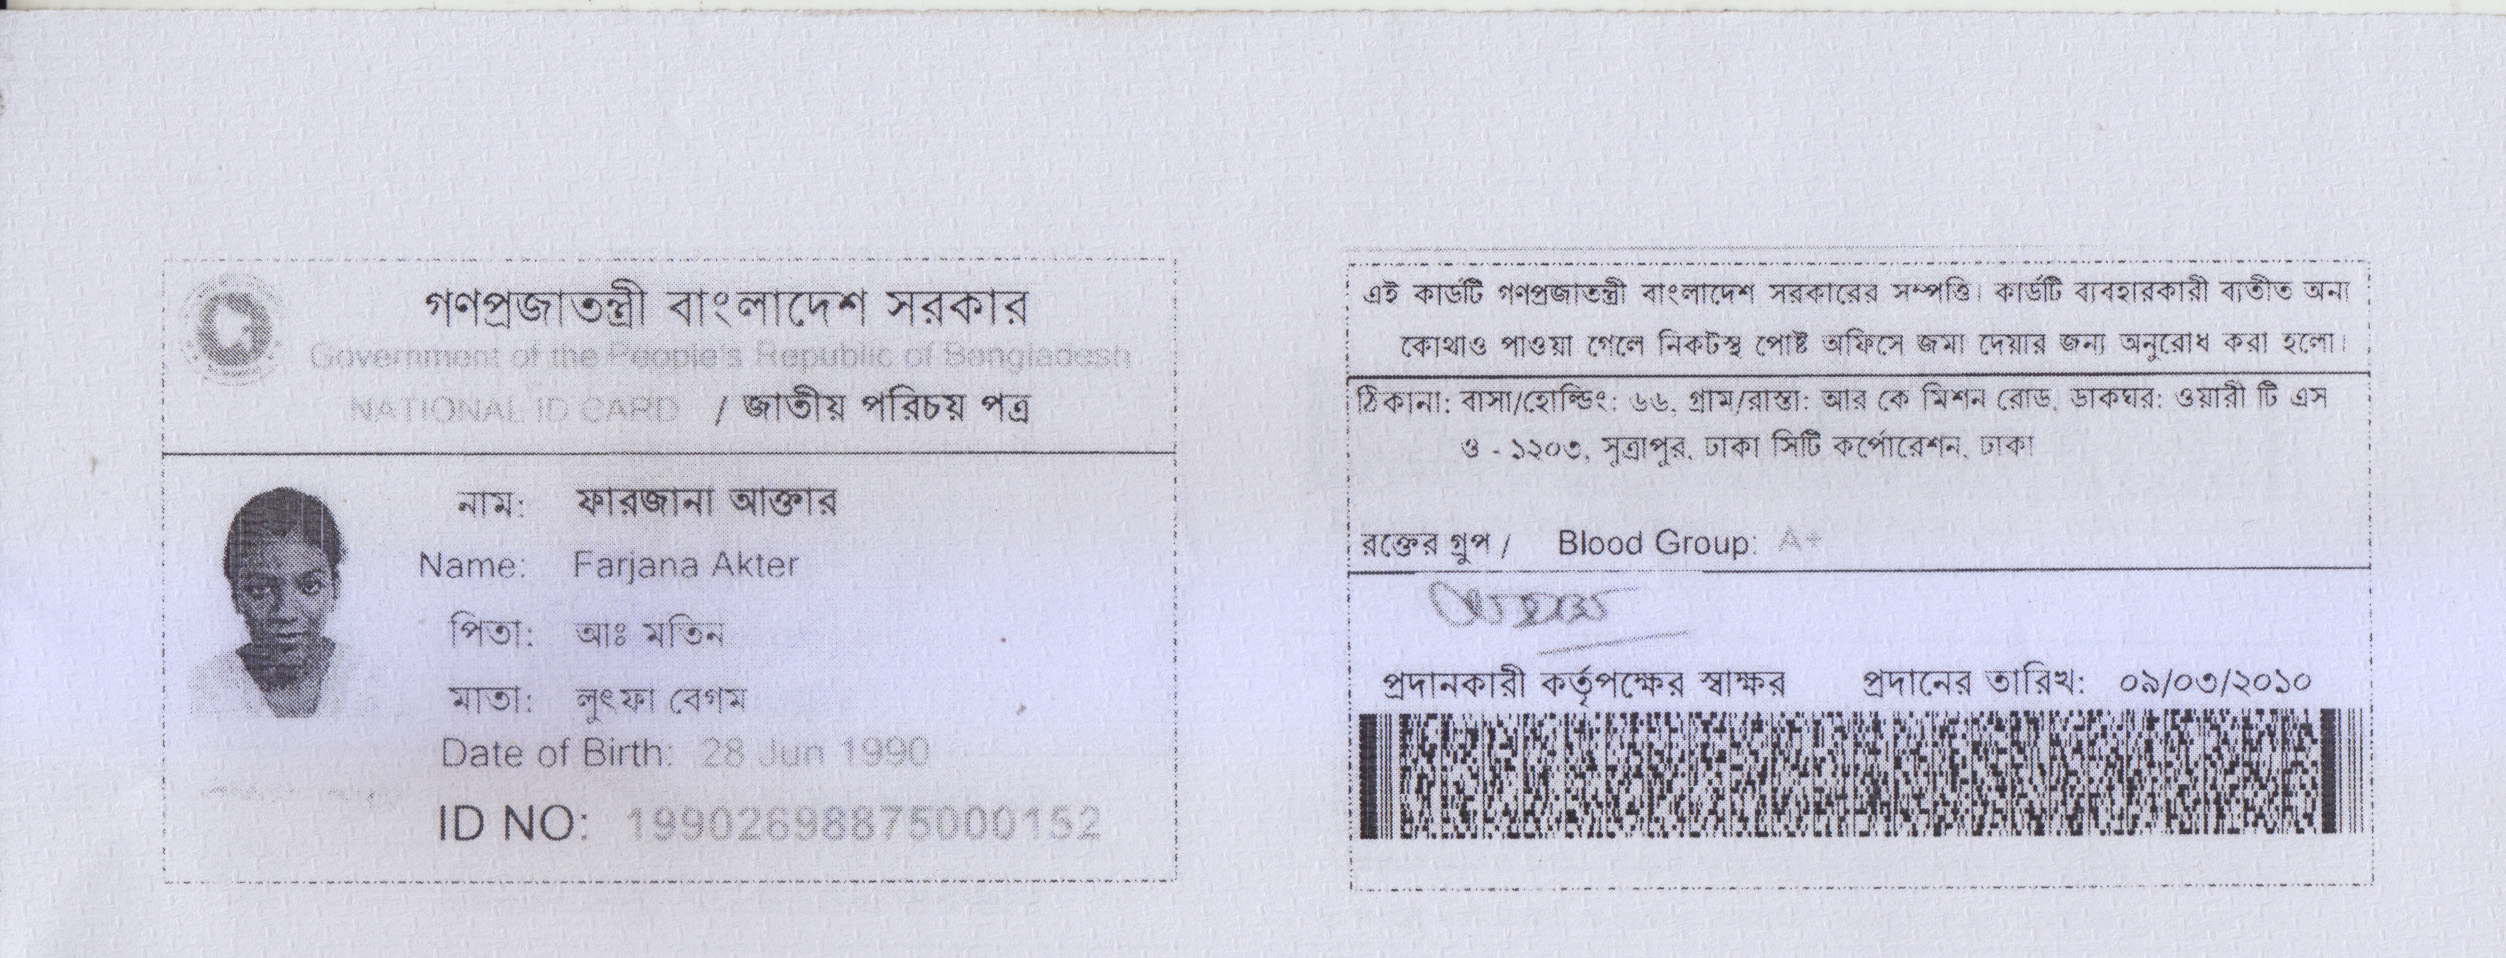 গণপ্রজাতন্ত্রী বাংলাদেশ সরকার
Government of the People's Republic of Bangladesh
NATIONAL ID CARD / জাতীয় পরিচয় পত্র
নাম: ফারজানা আক্তার
Name: Farjana Akter
পিতা: আঃ মতিন
মাতা: লুৎফা বেগম
Date of Birth: 28 Jun 1990
ID NO: 19902698875000152
এই কার্ডটি গণপ্রজাতন্ত্রী বাংলাদেশ সরকারের সম্পত্তি। কার্ডটি ব্যবহারকারী ব্যতীত অন্য
কোথাও পাওয়া গেলে নিকটস্থ পোষ্ট অফিসে জমা দেয়ার জন্য অনুরোধ করা হলো।
ঠিকানা: বাসা/হোল্ডিং: ৬৬, গ্রাম/রাস্তা: আর কে মিশন রোড, ডাকঘর: ওয়ারী টি এস
ও - ১২০৩, সুত্রাপুর, ঢাকা সিটি কর্পোরেশন, ঢাকা
রক্তের গ্রুপ / Blood Group: A+
প্রদানকারী কর্তৃপক্ষের স্বাক্ষর প্রদানের তারিখ: ০৯/০৩/২০১০